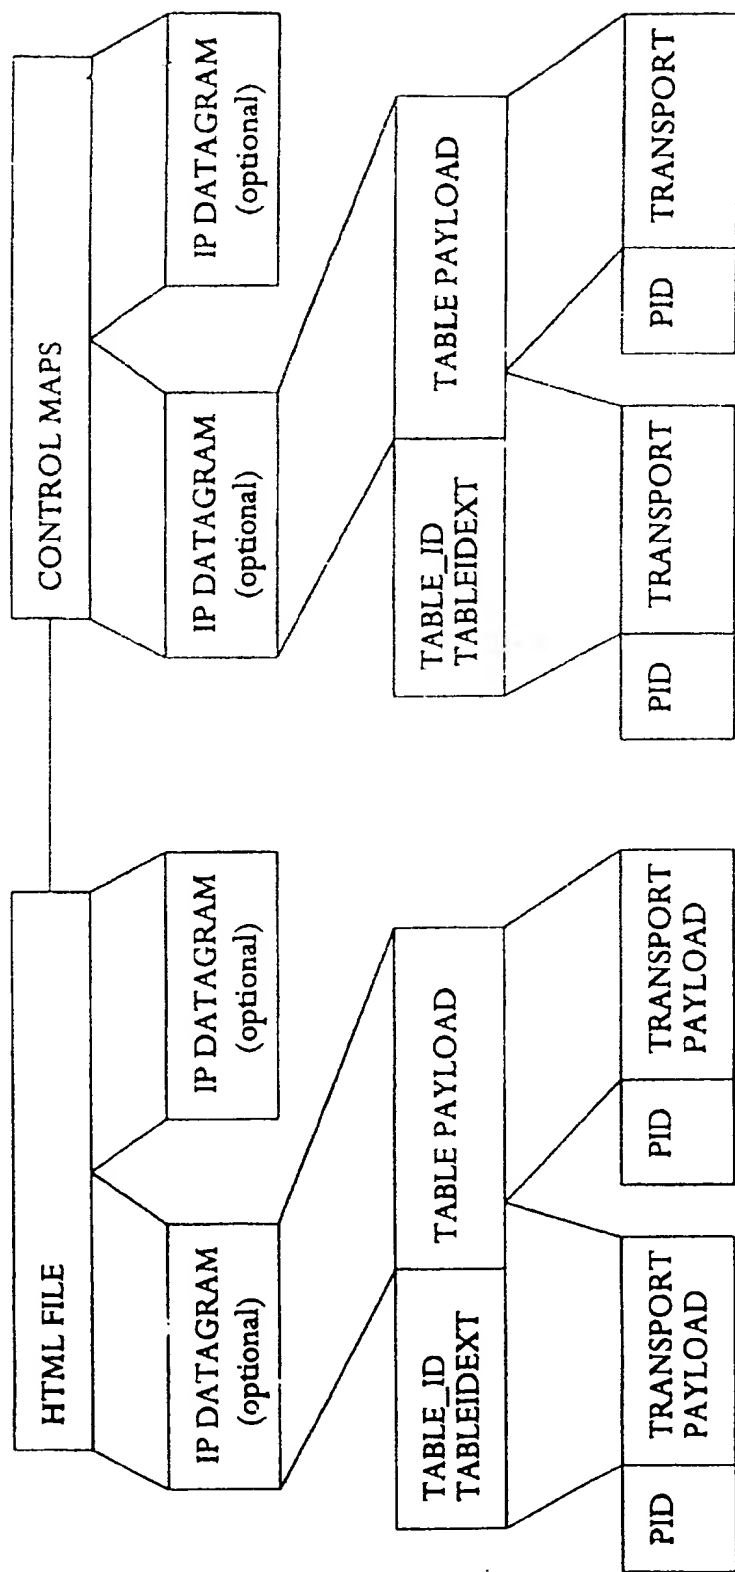 HTML FILE
CONTROL MAPS
IP DATAGRAM
(optional)
IP DATAGRAM
(optional)
IP DATAGRAM
(optional)
IP DATAGRAM
(optional)
TABLE_ID
TABLEIDEXT
TABLE PAYLOAD
TABLE_ID
TABLEIDEXT
TABLE PAYLOAD
PID
TRANSPORT
PAYLOAD
PID
TRANSPORT
PAYLOAD
PID
TRANSPORT
PID
TRANSPORT